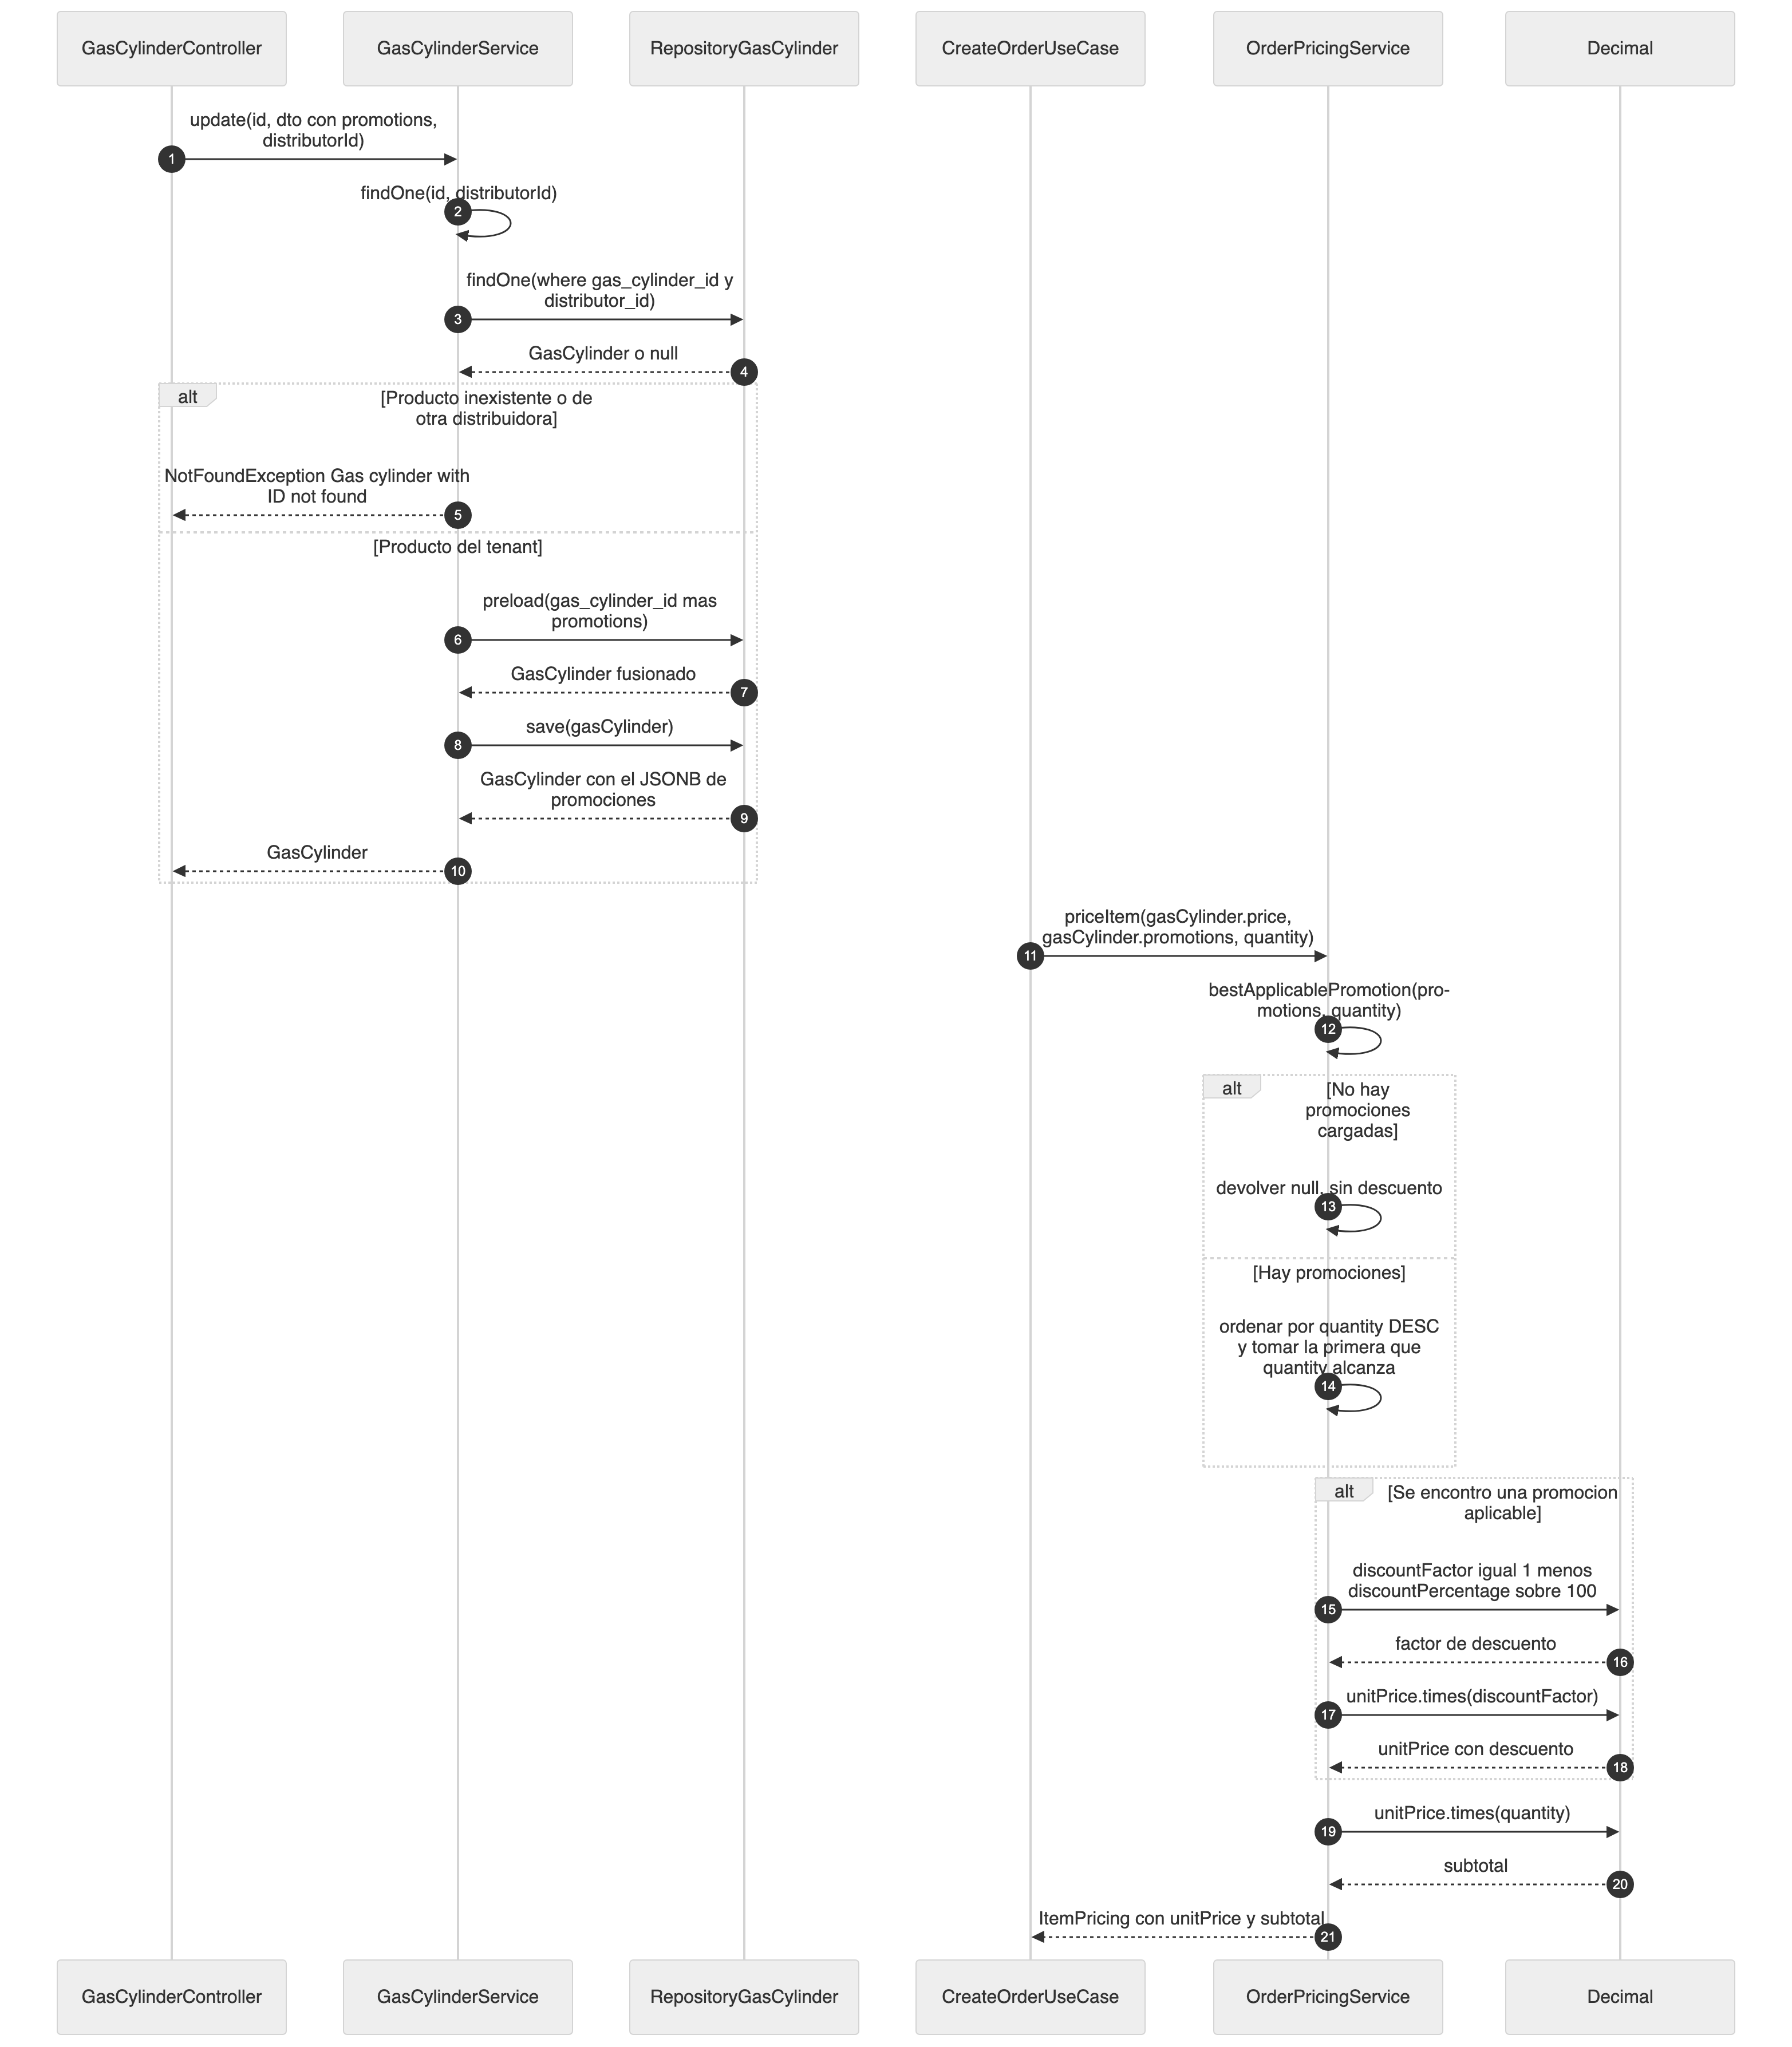 GasCylinderController
GasCylinderService
RepositoryGasCylinder
CreateOrderUseCase
OrderPricingService
Decimal
update(id, dto con promotions,
distributorId)
1
findOne(id, distributorId)
2
findOne(where gas_cylinder_id y
distributor_id)
3
GasCylinder o null
4
alt
[Producto inexistente o de
otra distribuidora]
NotFoundException Gas cylinder with
ID not found
5
[Producto del tenant]
preload(gas_cylinder_id mas
promotions)
6
GasCylinder fusionado
7
save(gasCylinder)
8
GasCylinder con el JSONB de
promociones
9
GasCylinder
10
priceItem(gasCylinder.price,
gasCylinder.promotions, quantity)
11
bestApplicablePromotion(pro-
motions, quantity)
12
alt
[No hay
promociones
cargadas]
devolver null, sin descuento
13
[Hay promociones]
ordenar por quantity DESC
y tomar la primera que
quantity alcanza
14
alt
[Se encontro una promocion
aplicable]
discountFactor igual 1 menos
discountPercentage sobre 100
15
factor de descuento
16
unitPrice.times(discountFactor)
17
unitPrice con descuento
18
unitPrice.times(quantity)
19
subtotal
20
ItemPricing con unitPrice y subtotal
21
GasCylinderController
GasCylinderService
RepositoryGasCylinder
CreateOrderUseCase
OrderPricingService
Decimal